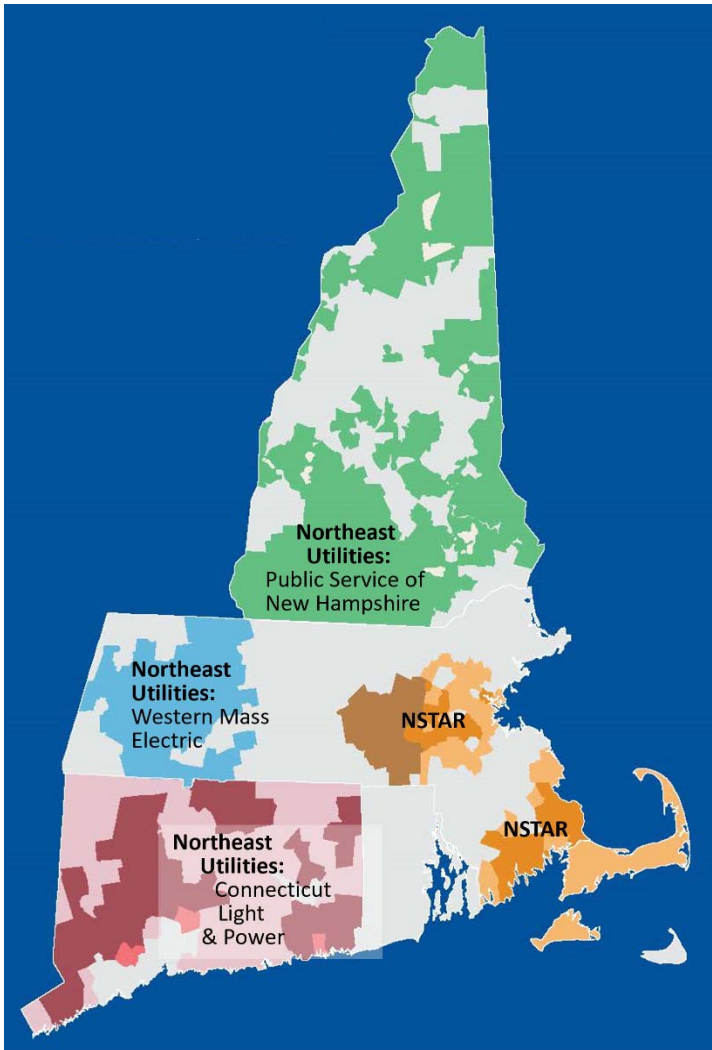 Northeast
Utilities:
Public Service of
New Hampshire
Northeast
Utilities:
Western Mass
Electric
NSTAR
NSTAR
Northeast
Utilities:
Connecticut
Light
& Power